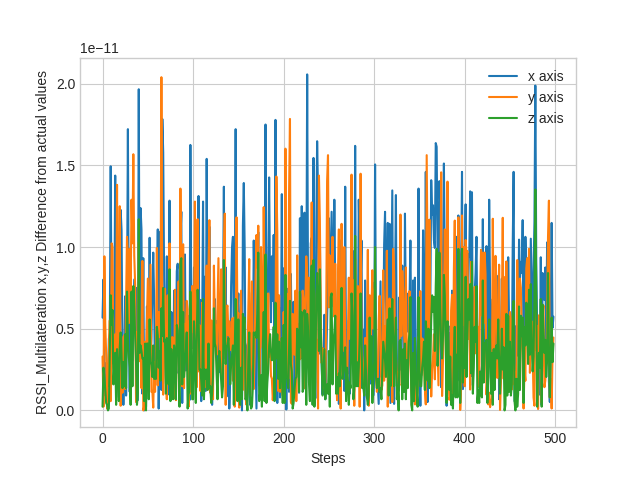 1e−11
RSSI_Multilateration x,y,z Difference from actual values
2.0
1.5
1.0
0.5
0.0
x axis
y axis
z axis
0 100 200 300 400 500
Steps